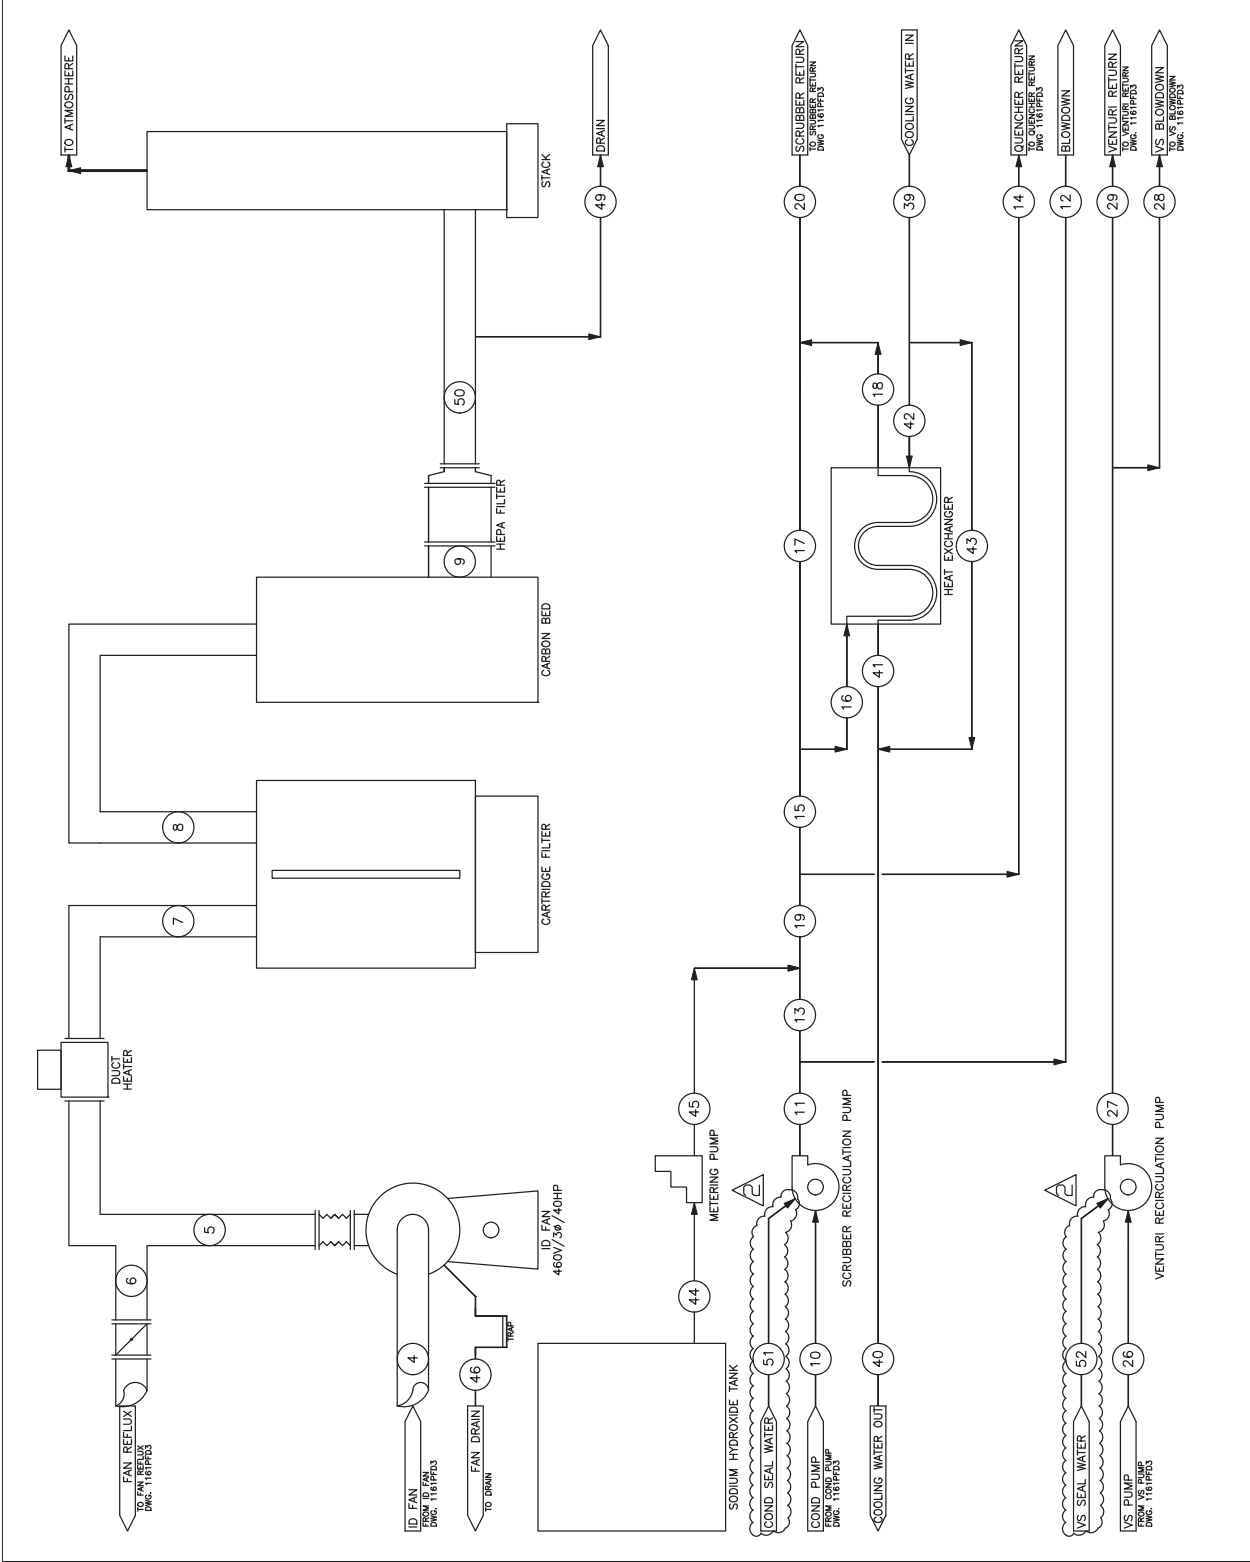 TO ATMOSPHERE
DUCT
HEATER
FAN REFLUX
TO FAN REFLUX
DWG. 1161PFD3
6
7
8
5
4
ID FAN
FROM ID FAN
DWG. 1161PFD3
9
50
46
FAN DRAIN
TO DRAIN
TRAP
HEPA FILTER
ID FAN
460V/3ø/40HP
CARTRIDGE FILTER
CARBON BED
STACK
49
DRAIN
44
45
METERING PUMP
SODIUM HYDROXIDE TANK
2
COND SEAL WATER
51
11
13
19
15
17
20
SCRUBBER RETURN
TO SRUBBER RETURN
DWG 1161PFD3
COND PUMP
FROM COND PUMP
DWG. 1161PFD3
10
SCRUBBER RECIRCULATION PUMP
16
COOLING WATER OUT
40
41
18
42
39
COOLING WATER IN
HEAT EXCHANGER
43
14
QUENCHER RETURN
TO QUENCHER RETURN
DWG 1161PFD3
12
BLOWDOWN
2
VS SEAL WATER
52
27
29
VENTURI RETURN
TO VENTURI RETURN
DWG. 1161PFD3
VS PUMP
FROM VS PUMP
DWG. 1161PFD3
26
VENTURI RECIRCULATION PUMP
28
VS BLOWDOWN
TO VS BLOWDOWN
DWG. 1161PFD3